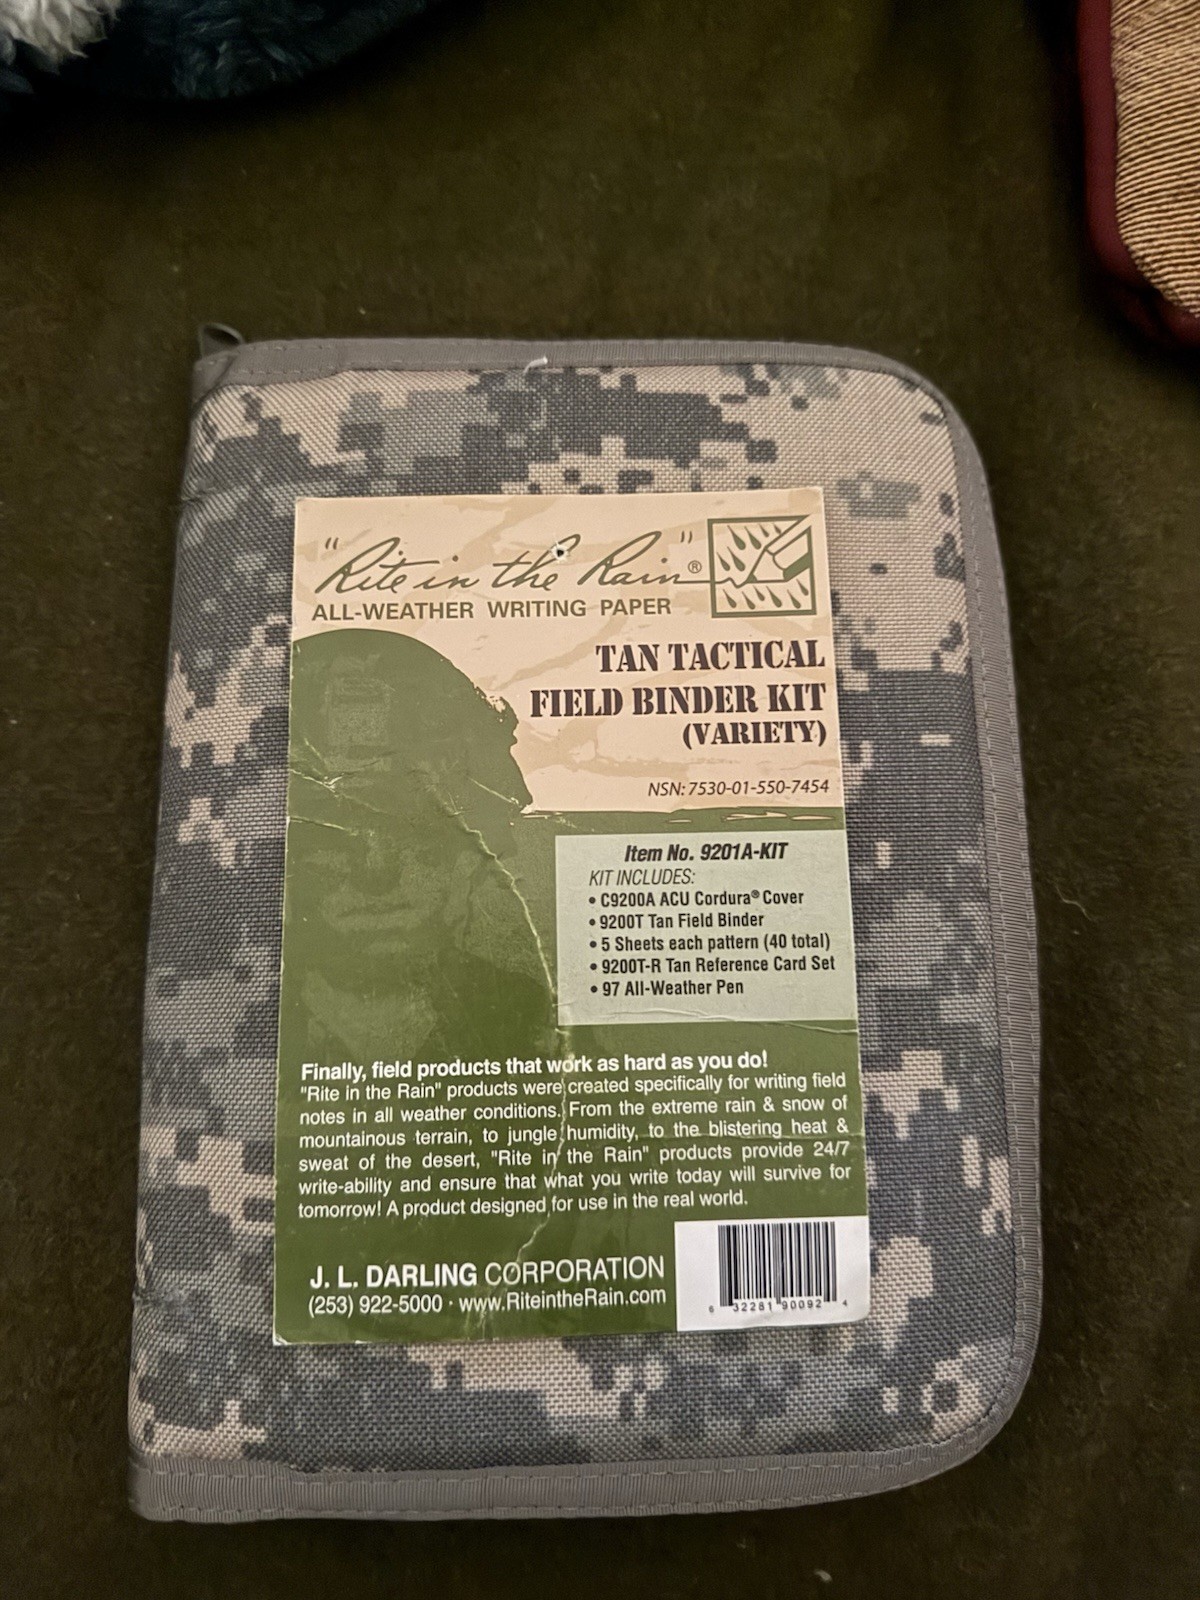 "Rite in the Rain"®
ALL-WEATHER WRITING PAPER
TAN TACTICAL
FIELD BINDER KIT
(VARIETY)
NSN: 7530-01-550-7454
Item No. 9201A-KIT
KIT INCLUDES:
• C9200A ACU Cordura® Cover
• 9200T Tan Field Binder
• 5 Sheets each pattern (40 total)
• 9200T-R Tan Reference Card Set
• 97 All-Weather Pen
Finally, field products that work as hard as you do!
"Rite in the Rain" products were created specifically for writing field
notes in all weather conditions. From the extreme rain & snow of
mountainous terrain, to jungle humidity, to the blistering heat &
sweat of the desert, "Rite in the Rain" products provide 24/7
write-ability and ensure that what you write today will survive for
tomorrow! A product designed for use in the real world.
J. L. DARLING CORPORATION
(253) 922-5000 · www.RiteintheRain.com
6 32281 90092 4